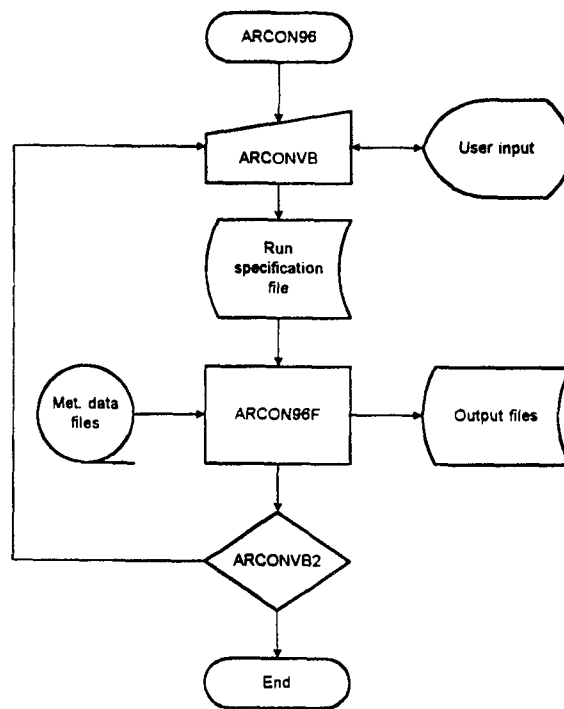 ARCON96
ARCONVB
User input
Run
specification
file
Met. data
files
ARCON96F
Output files
ARCONVB2
End